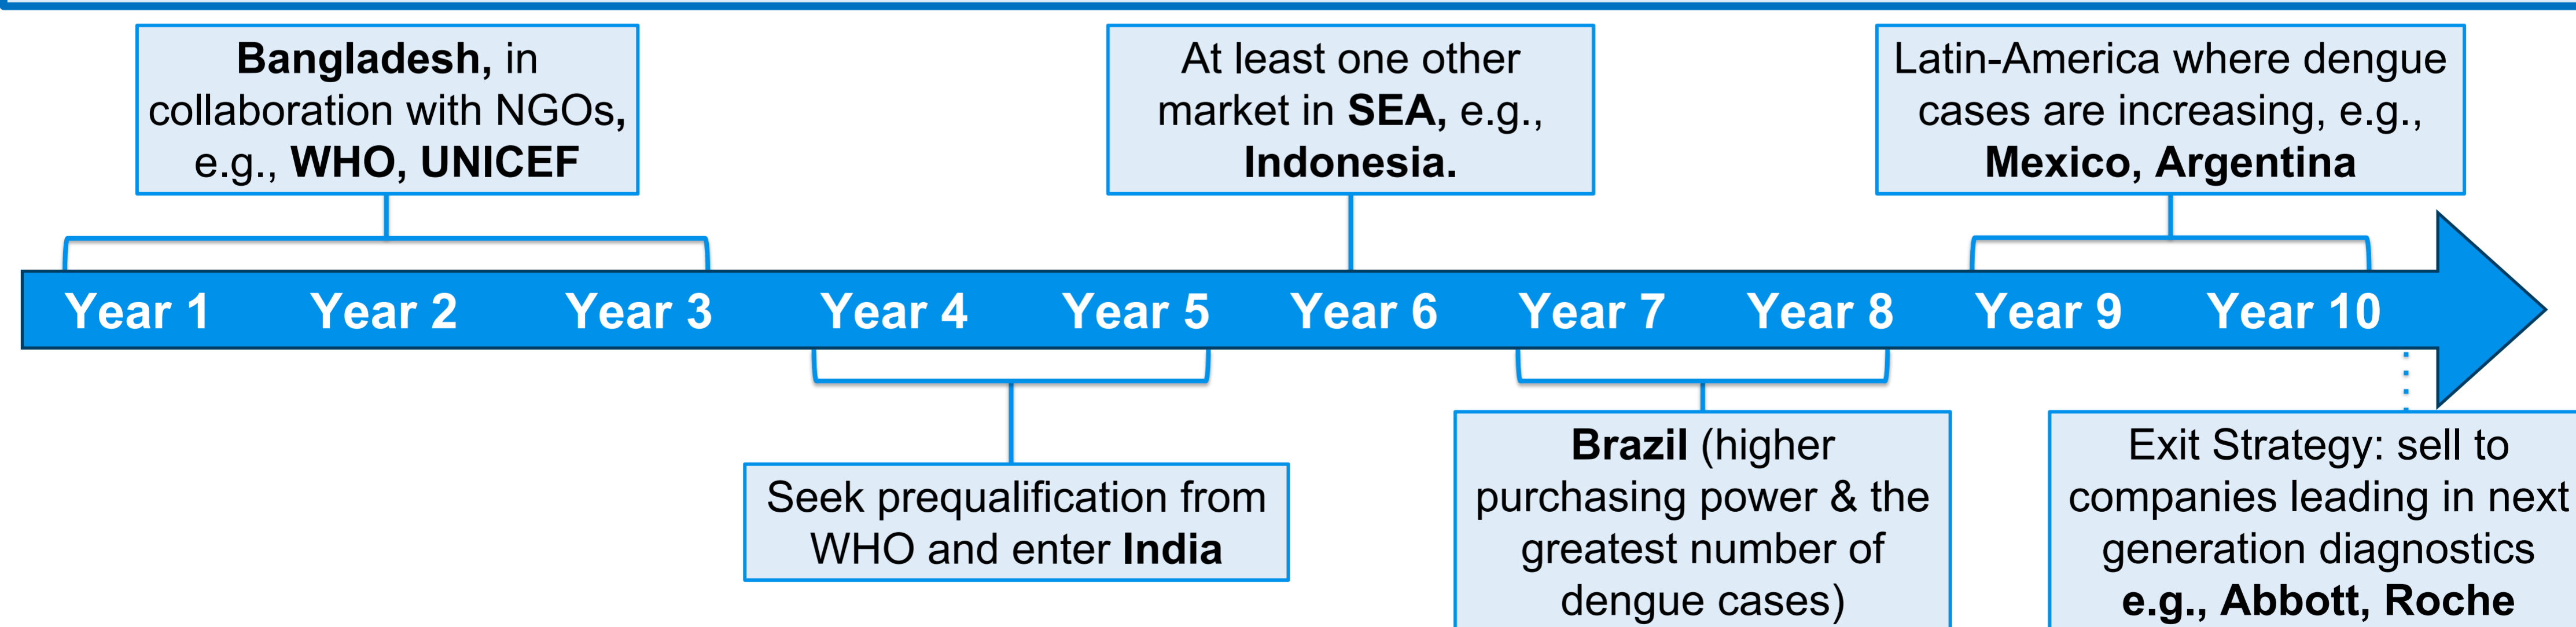 Bangladesh, in
collaboration with NGOs,
e.g., WHO, UNICEF
At least one other
market in SEA, e.g.,
Indonesia.
Latin-America where dengue
cases are increasing, e.g.,
Mexico, Argentina
Year 1 Year 2 Year 3 Year 4 Year 5 Year 6 Year 7 Year 8 Year 9 Year 10
Seek prequalification from
WHO and enter India
Brazil (higher
purchasing power & the
greatest number of
dengue cases)
Exit Strategy: sell to
companies leading in next
generation diagnostics
e.g., Abbott, Roche